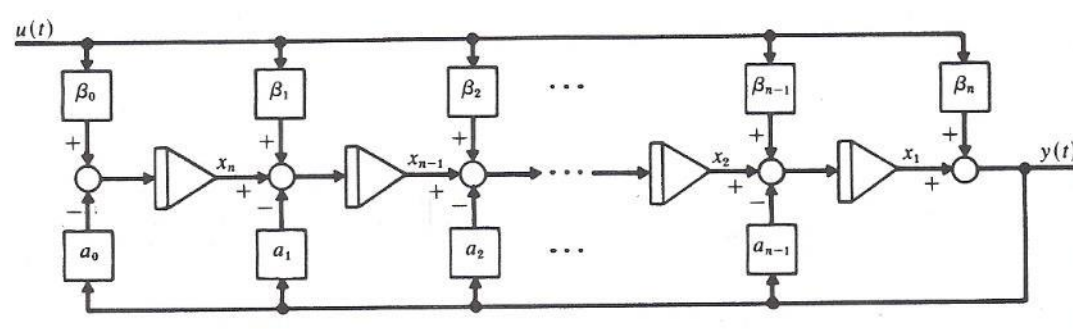 u(t)
β₀ β₁ β₂ ... βₙ₋₁ βₙ
+ + + + +
xₙ xₙ₋₁ x₂ x₁ y(t)
+ + ... + +
− − − −
a₀ a₁ a₂ ... aₙ₋₁